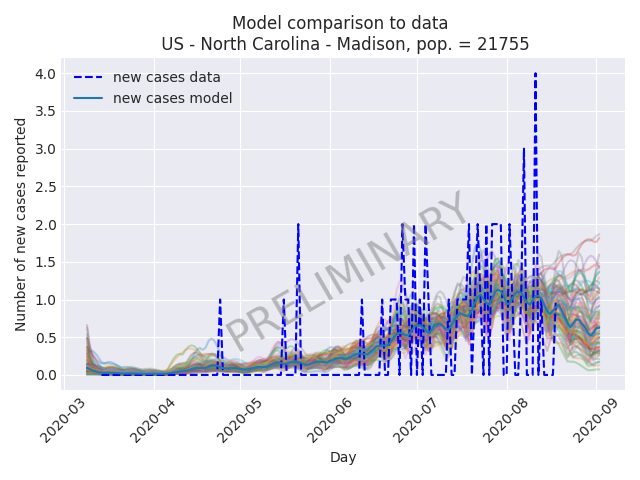 Model comparison to data
US - North Carolina - Madison, pop. = 21755
new cases data
new cases model
PRELIMINARY
Number of new cases reported
4.0
3.5
3.0
2.5
2.0
1.5
1.0
0.5
0.0
2020-03
2020-04
2020-05
2020-06
2020-07
2020-08
2020-09
Day